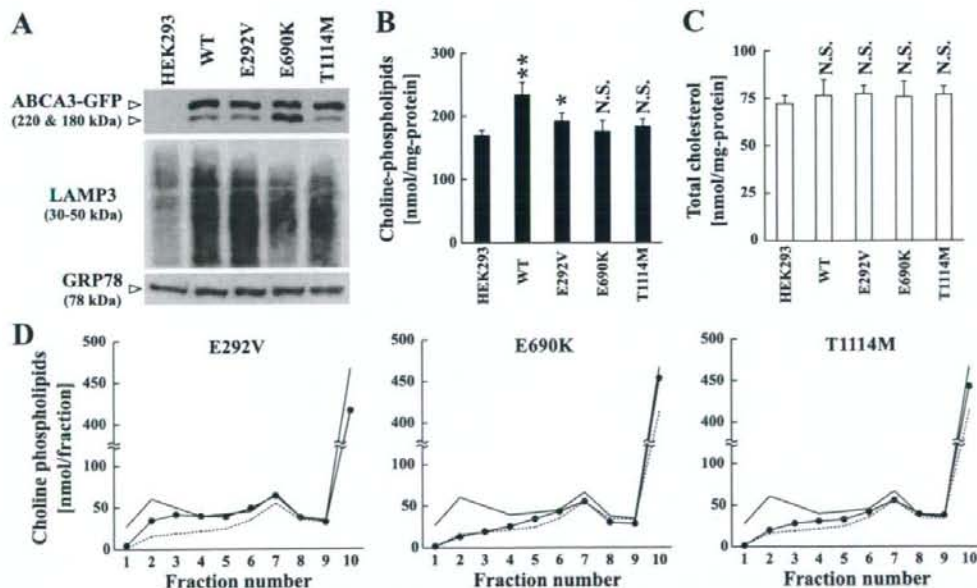 A
HEK293
WT
E292V
E690K
T1114M
ABCA3-GFP
(220 & 180 kDa)
LAMP3
(30-50 kDa)
GRP78
(78 kDa)
B
Choline-phospholipids
[nmol/mg-protein]
300
200
100
0
**
*
N.S.
N.S.
HEK293
WT
E292V
E690K
T1114M
C
Total cholesterol
[nmol/mg-protein]
100
75
25
0
N.S.
N.S.
N.S.
N.S.
HEK293
WT
E292V
E690K
T1114M
D
Choline phospholipids
[nmol/fraction]
E292V
500
450
400
100
50
0
1 2 3 4 5 6 7 8 9 10
Fraction number
E690K
500
450
400
100
50
0
1 2 3 4 5 6 7 8 9 10
Fraction number
T1114M
500
450
400
100
50
0
1 2 3 4 5 6 7 8 9 10
Fraction number